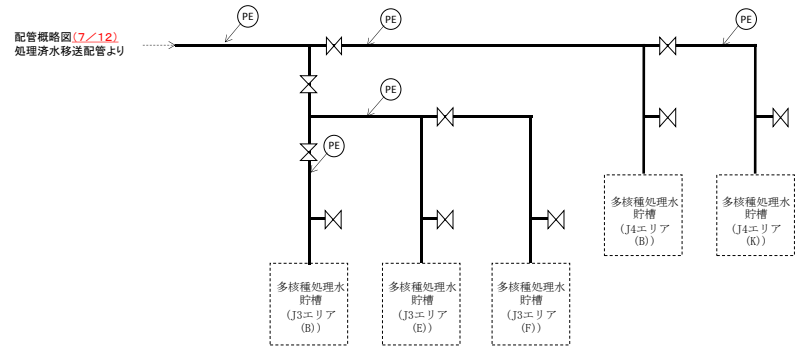 PE
PE
PE
配管概略図(7/12)
処理済水移送配管より
PE
PE
多核種処理水
貯槽
(J4エリア
(B))
多核種処理水
貯槽
(J4エリア
(K))
多核種処理水
貯槽
(J3エリア
(B))
多核種処理水
貯槽
(J3エリア
(E))
多核種処理水
貯槽
(J3エリア
(F))